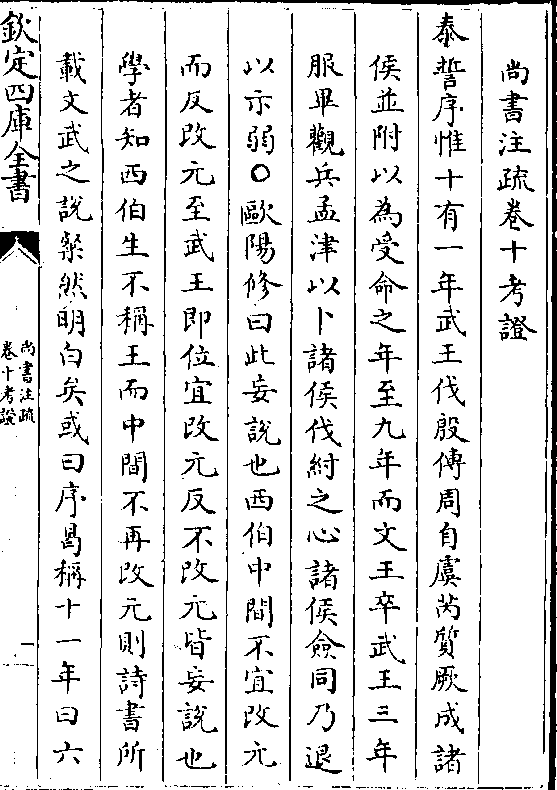 尚書注疏卷十考證
泰誓序惟十有一年武王伐殷傳周自虞芮質厥成諸
侯並附以為受命之年至九年而文王卒武王三年
服畢觀兵孟津以卜諸侯伐紂之心諸侯僉同乃退
以示弱○歐陽修曰此妄說也西伯中間不宜改元
而反改元至武王即位宜改元反不改元皆妄說也
學者知西伯生不稱王而中間不再改元則詩書所
載文武之說粲然明白矣或曰序曷稱十一年曰六
欽定四庫全書
尚書注疏
卷十考證
一